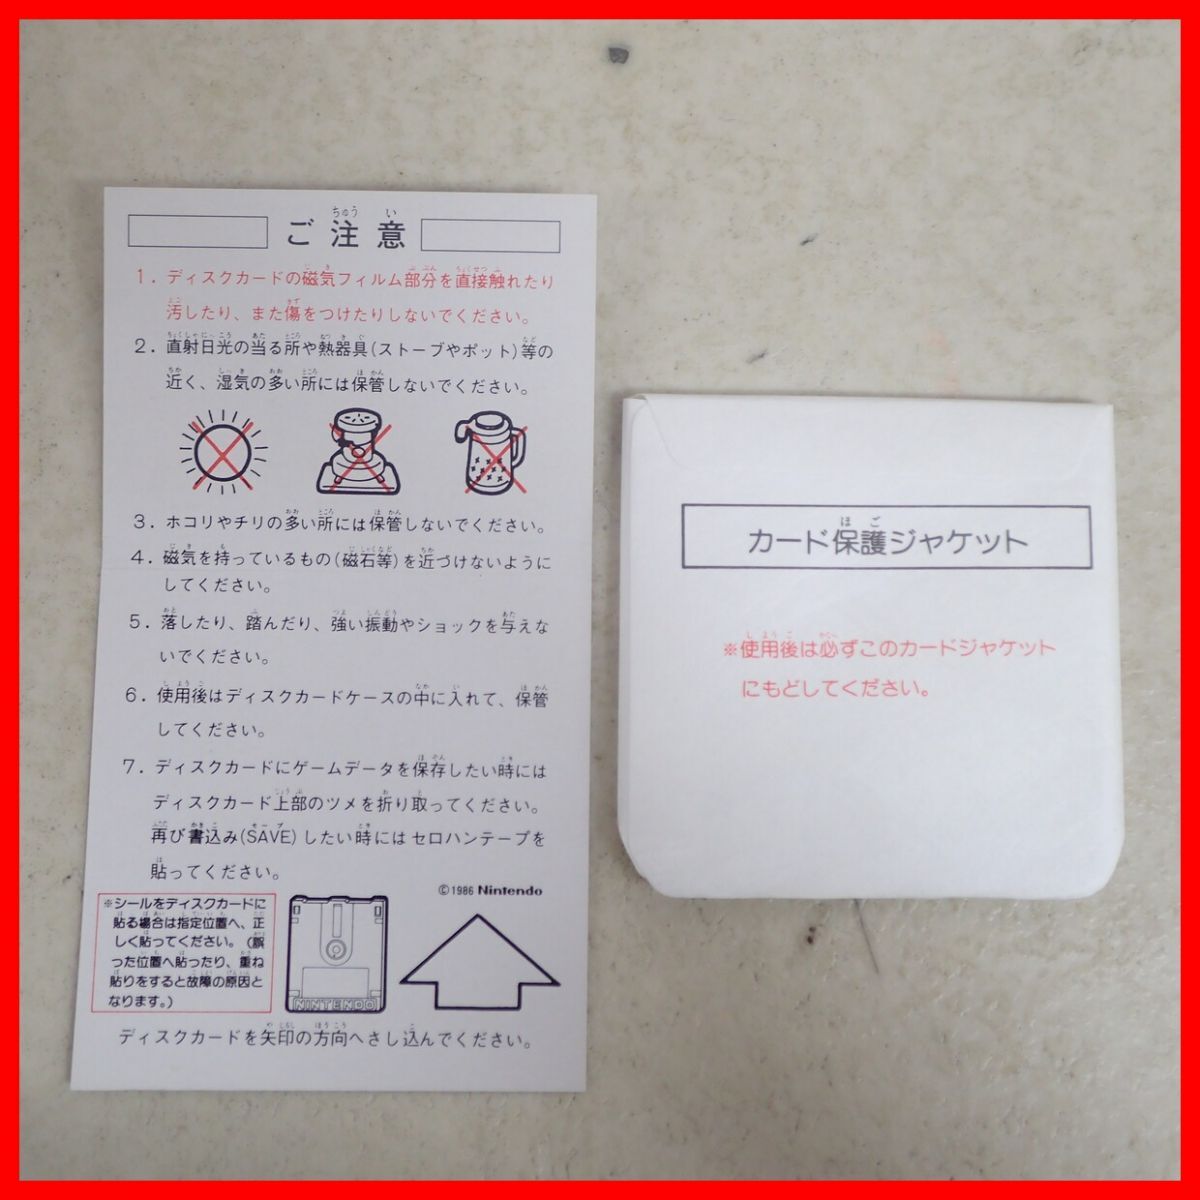 ご注意
1. ディスクカードの磁気フィルム部分を直接触れたり
汚したり、また傷をつけたりしないでください。
2. 直射日光の当る所や熱器具(ストーブやポット)等の
近く、湿気の多い所には保管しないでください。
3. ホコリやチリの多い所には保管しないでください。
4. 磁気を持っているもの(磁石等)を近づけないように
してください。
5. 落したり、踏んだり、強い振動やショックを与えな
いでください。
6. 使用後はディスクカードケースの中に入れて、保管
してください。
7. ディスクカードにゲームデータを保存したい時には
ディスクカード上部のツメを折り取ってください。
再び書込み(SAVE)したい時にはセロハンテープを
貼ってください。
©1986 Nintendo
※シールをディスクカードに
貼る場合は指定位置へ、正
しく貼ってください。(誤
った位置へ貼ったり、重ね
貼りをすると故障の原因と
なります。)
NINTENDO
ディスクカードを矢印の方向へさし込んでください。
カード保護ジャケット
※使用後は必ずこのカードジャケット
にもどしてください。